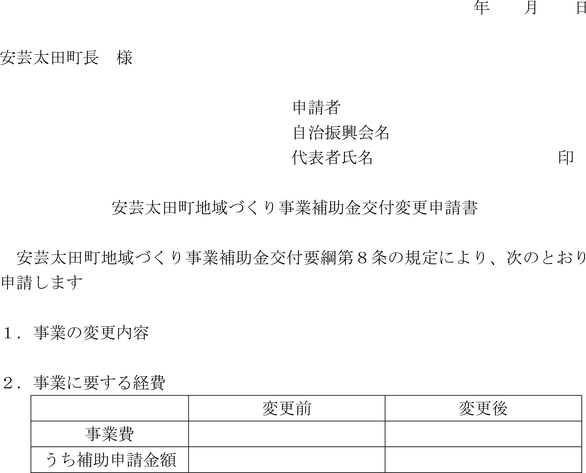 年　　月　　日
安芸太田町長　様
申請者
自治振興会名
代表者氏名　　　　　　　　　　　印
安芸太田町地域づくり事業補助金交付変更申請書
安芸太田町地域づくり事業補助金交付要綱第８条の規定により、次のとおり
申請します
１．事業の変更内容
２．事業に要する経費
変更前　変更後
事業費
うち補助申請金額